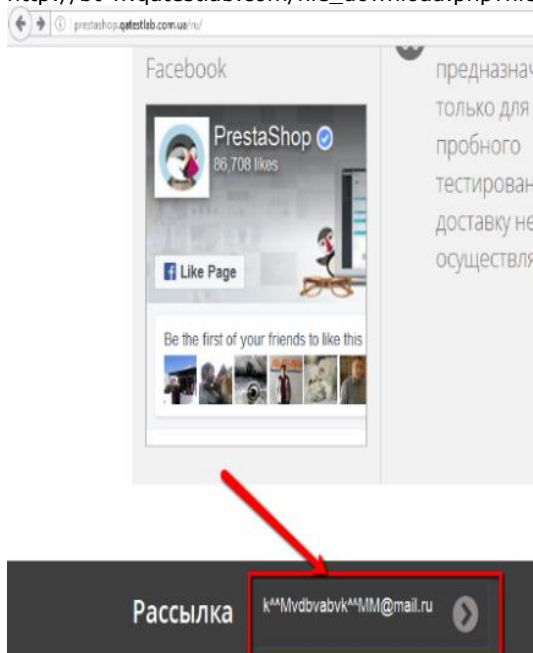 prestashop.qatestlab.com.ua/ru/
Facebook
PrestaShop
86,708 likes
Like Page
Be the first of your friends to like this
предназнач
только для
пробного
тестирован
доставку не
осуществля
Рассылка
k^^Mvdbvabvk^^MM@mail.ru